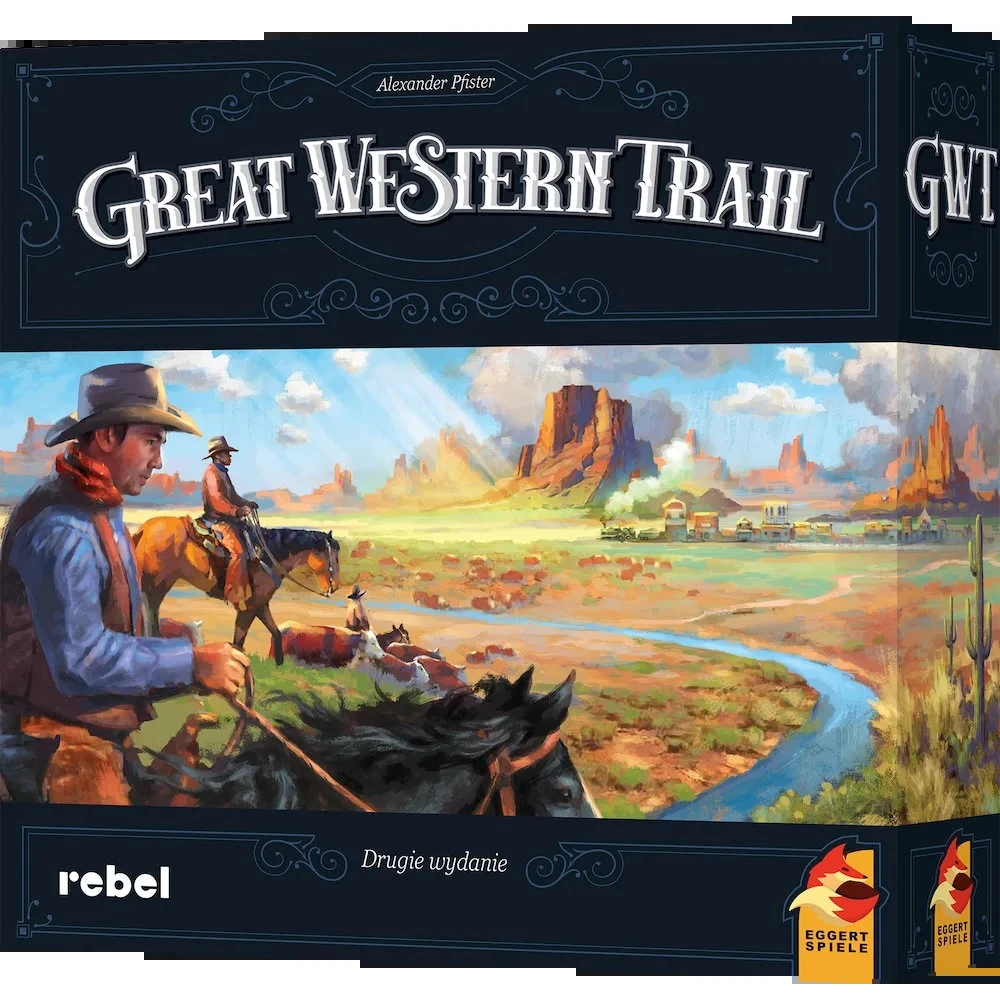 Alexander Pfister
GREAT WESTERN TRAIL
GWT
Drugie wydanie
rebel
EGGERT
SPIELE
EGGERT
SPIELE